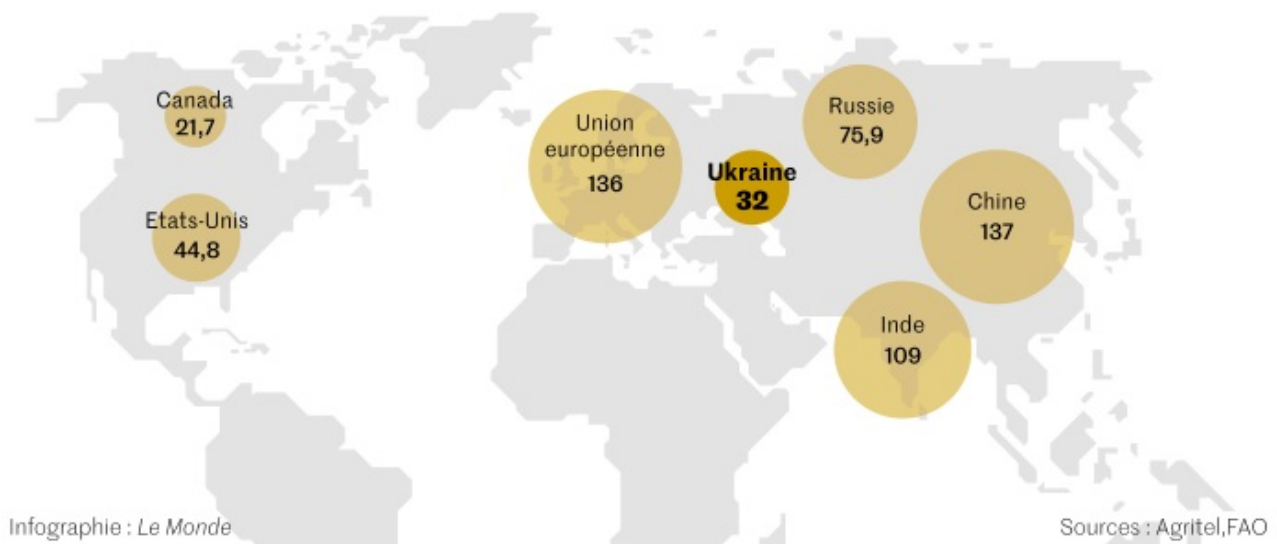 Canada
21,7
Etats-Unis
44,8
Union
européenne
136
Ukraine
32
Russie
75,9
Chine
137
Inde
109
Infographie : Le Monde
Sources : Agritel,FAO